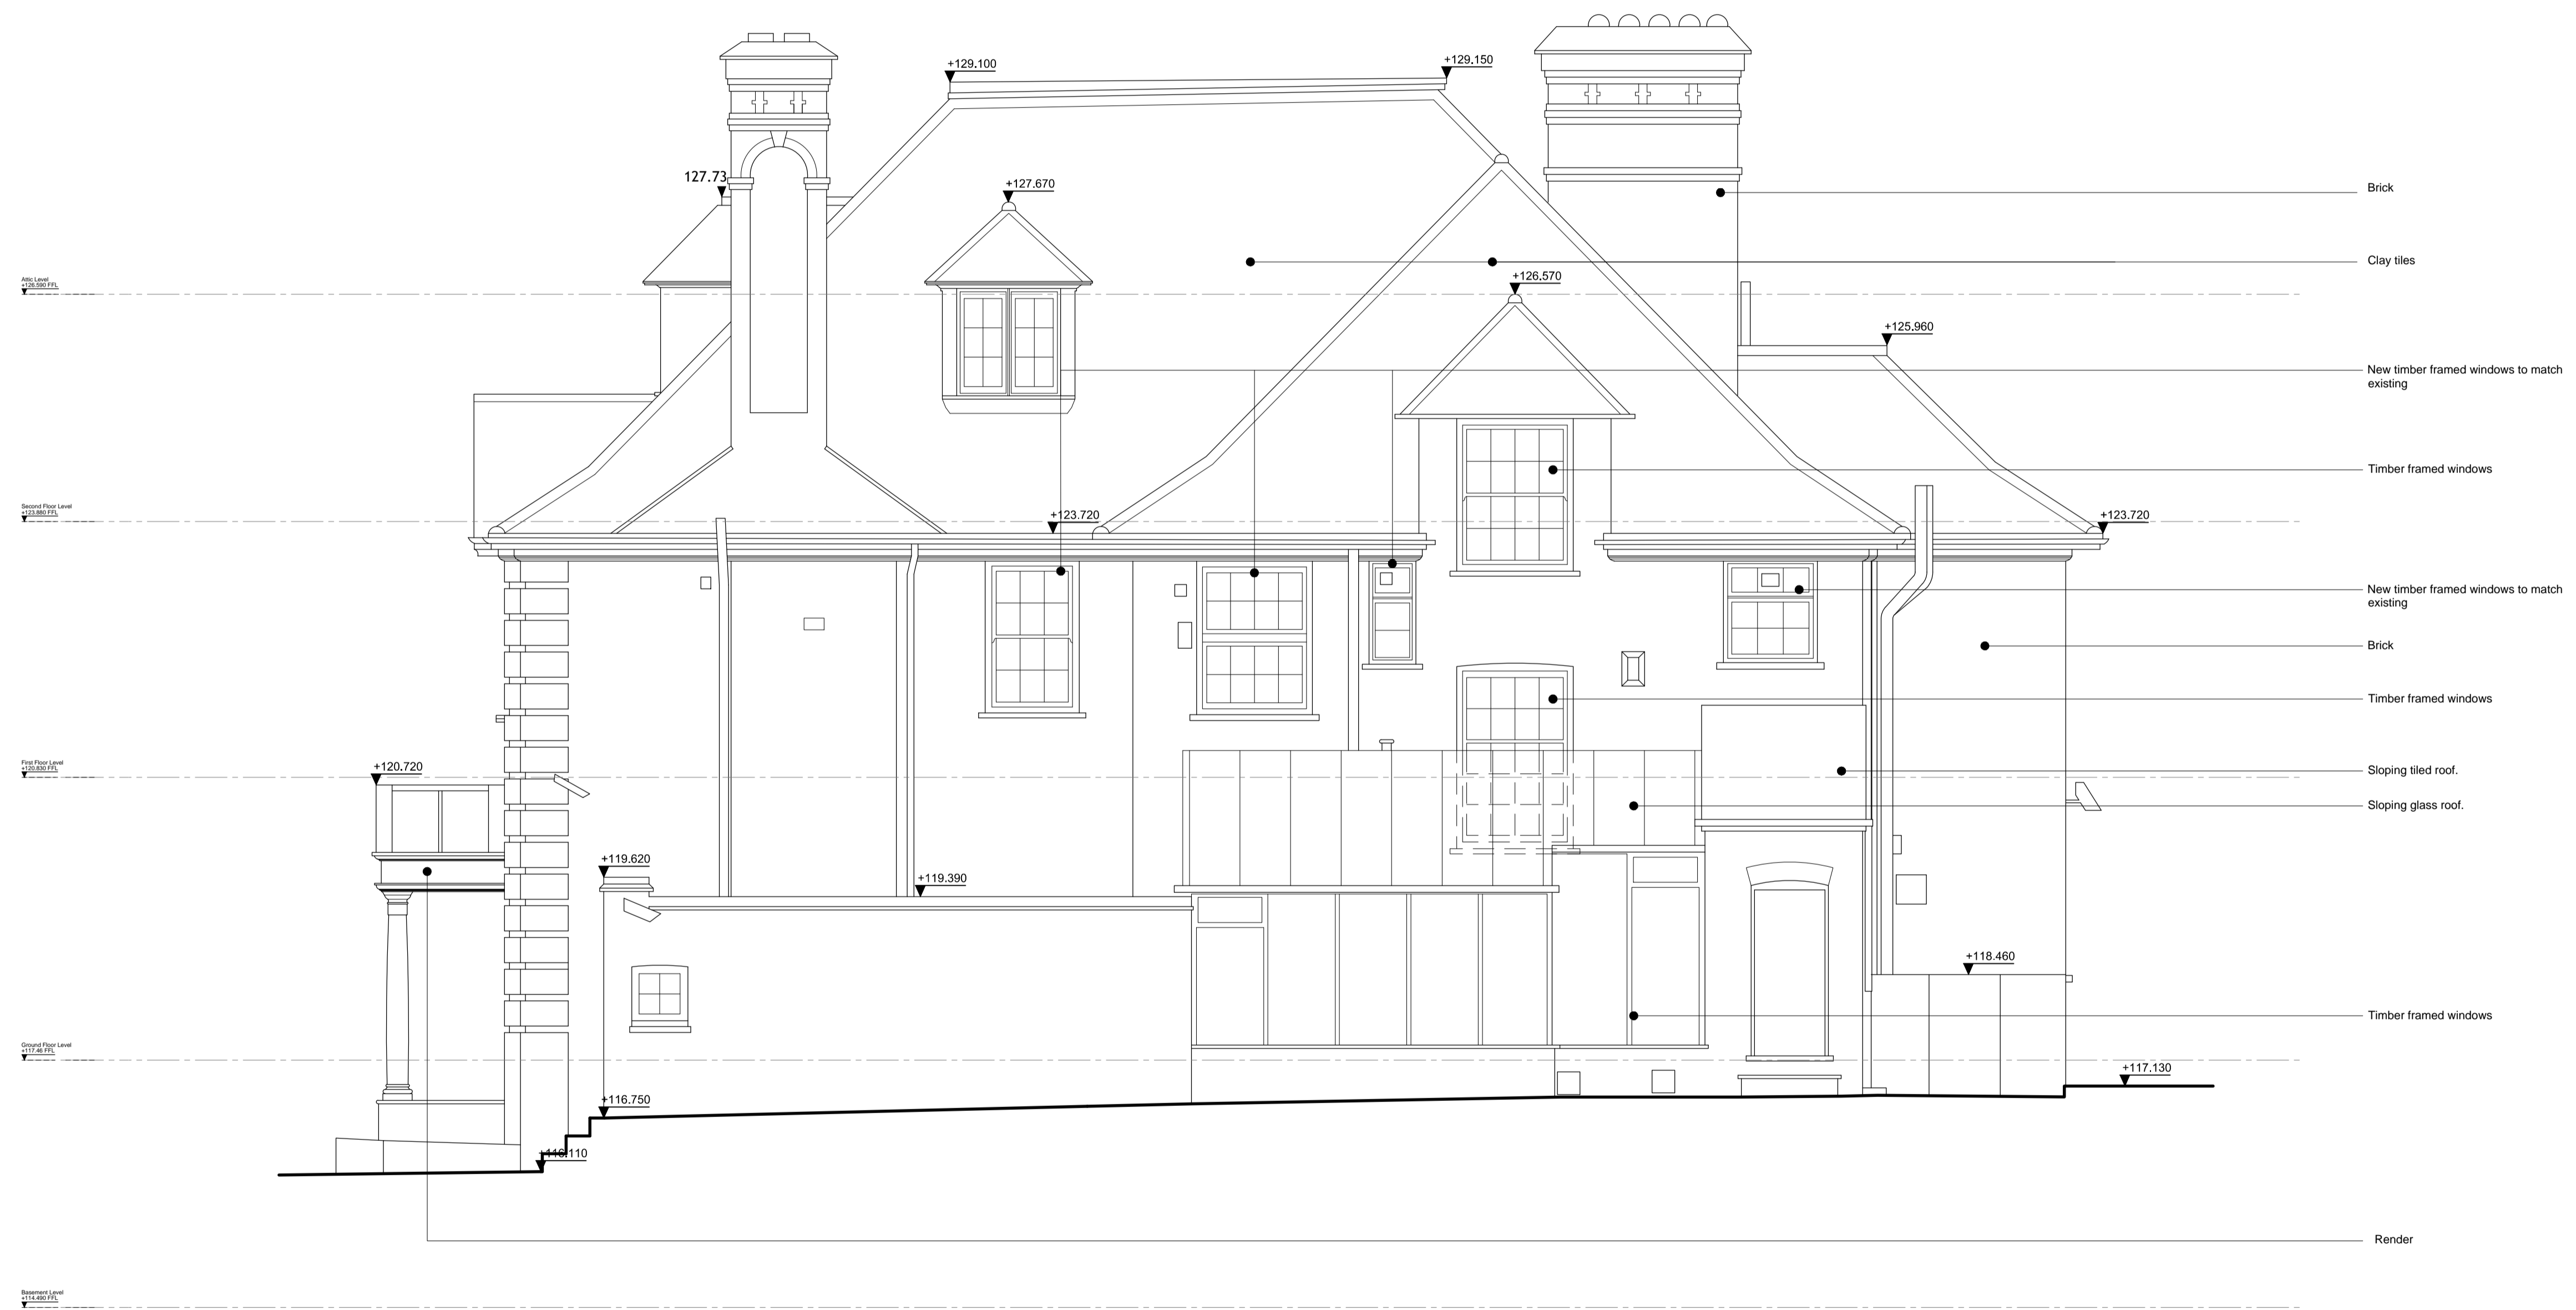 +129.100
+129.150
127.73
+127.670
Brick
Clay tiles
+126.570
Attic Level
+126.590 FFL
+125.960
New timber framed windows to match
existing
Timber framed windows
Second Floor Level
+123.880 FFL
+123.720
+123.720
New timber framed windows to match
existing
Brick
Timber framed windows
First Floor Level
+120.830 FFL
+120.720
Sloping tiled roof.
Sloping glass roof.
+119.620
+119.390
+118.460
Timber framed windows
Ground Floor Level
+117.46 FFL
+117.130
+116.750
+116.110
Render
Basement Level
+114.490 FFL